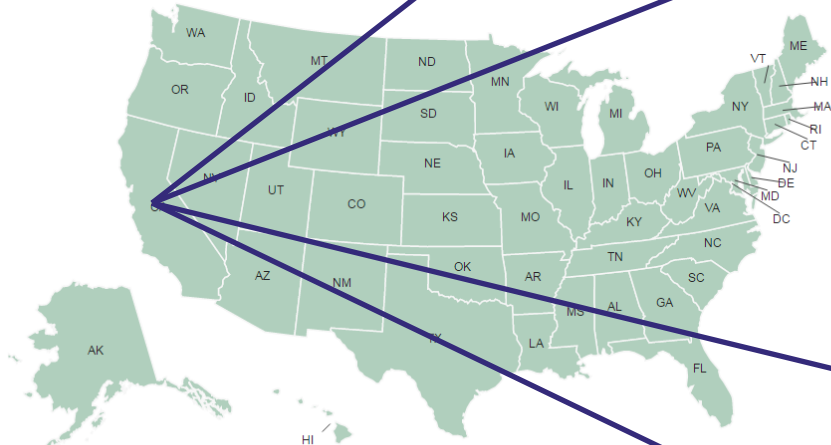 WA
ME
VT
MT
ND
NH
OR
MN
ID
WI
NY
MA
SD
MI
RI
WY
CT
PA
IA
NE
NJ
OH
NV
IL
IN
DE
UT
WV
MD
CO
VA
KS
MO
DC
KY
NC
TN
OK
AZ
AR
SC
NM
GA
AL
MS
TX
LA
AK
FL
HI